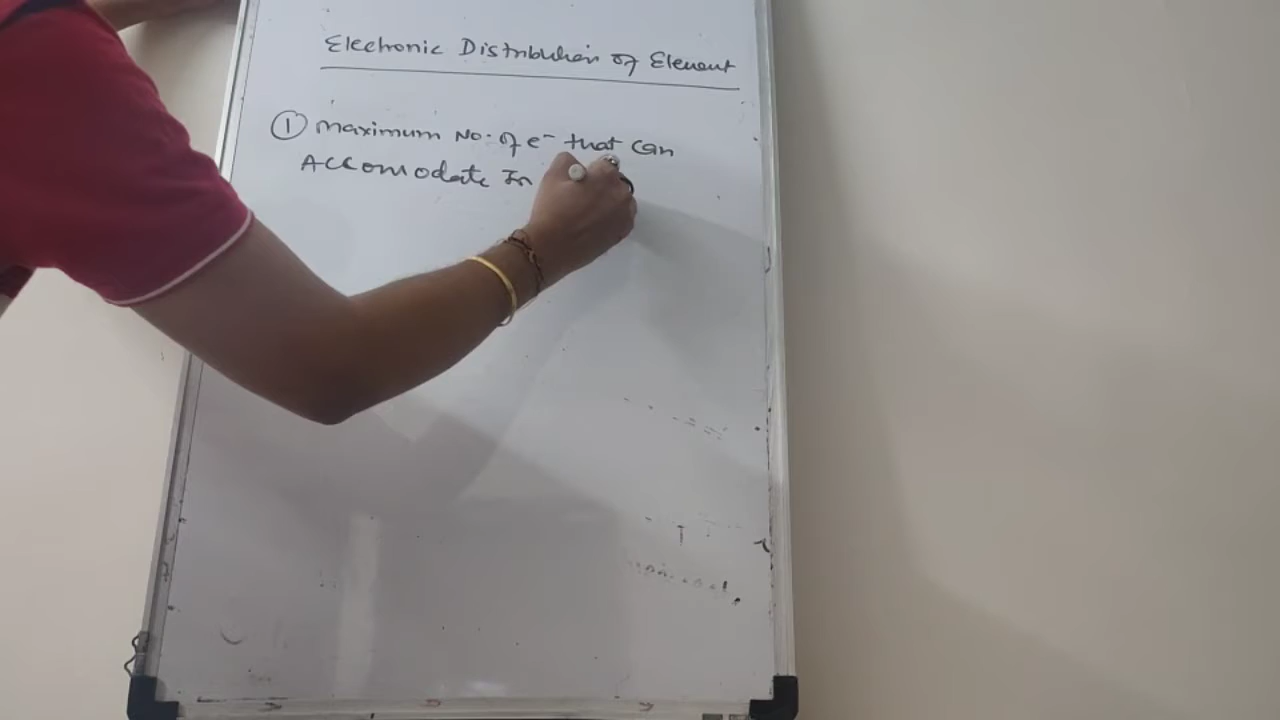 Electronic Distribution of Element
① Maximum No. of e⁻ that can
Accomodate In